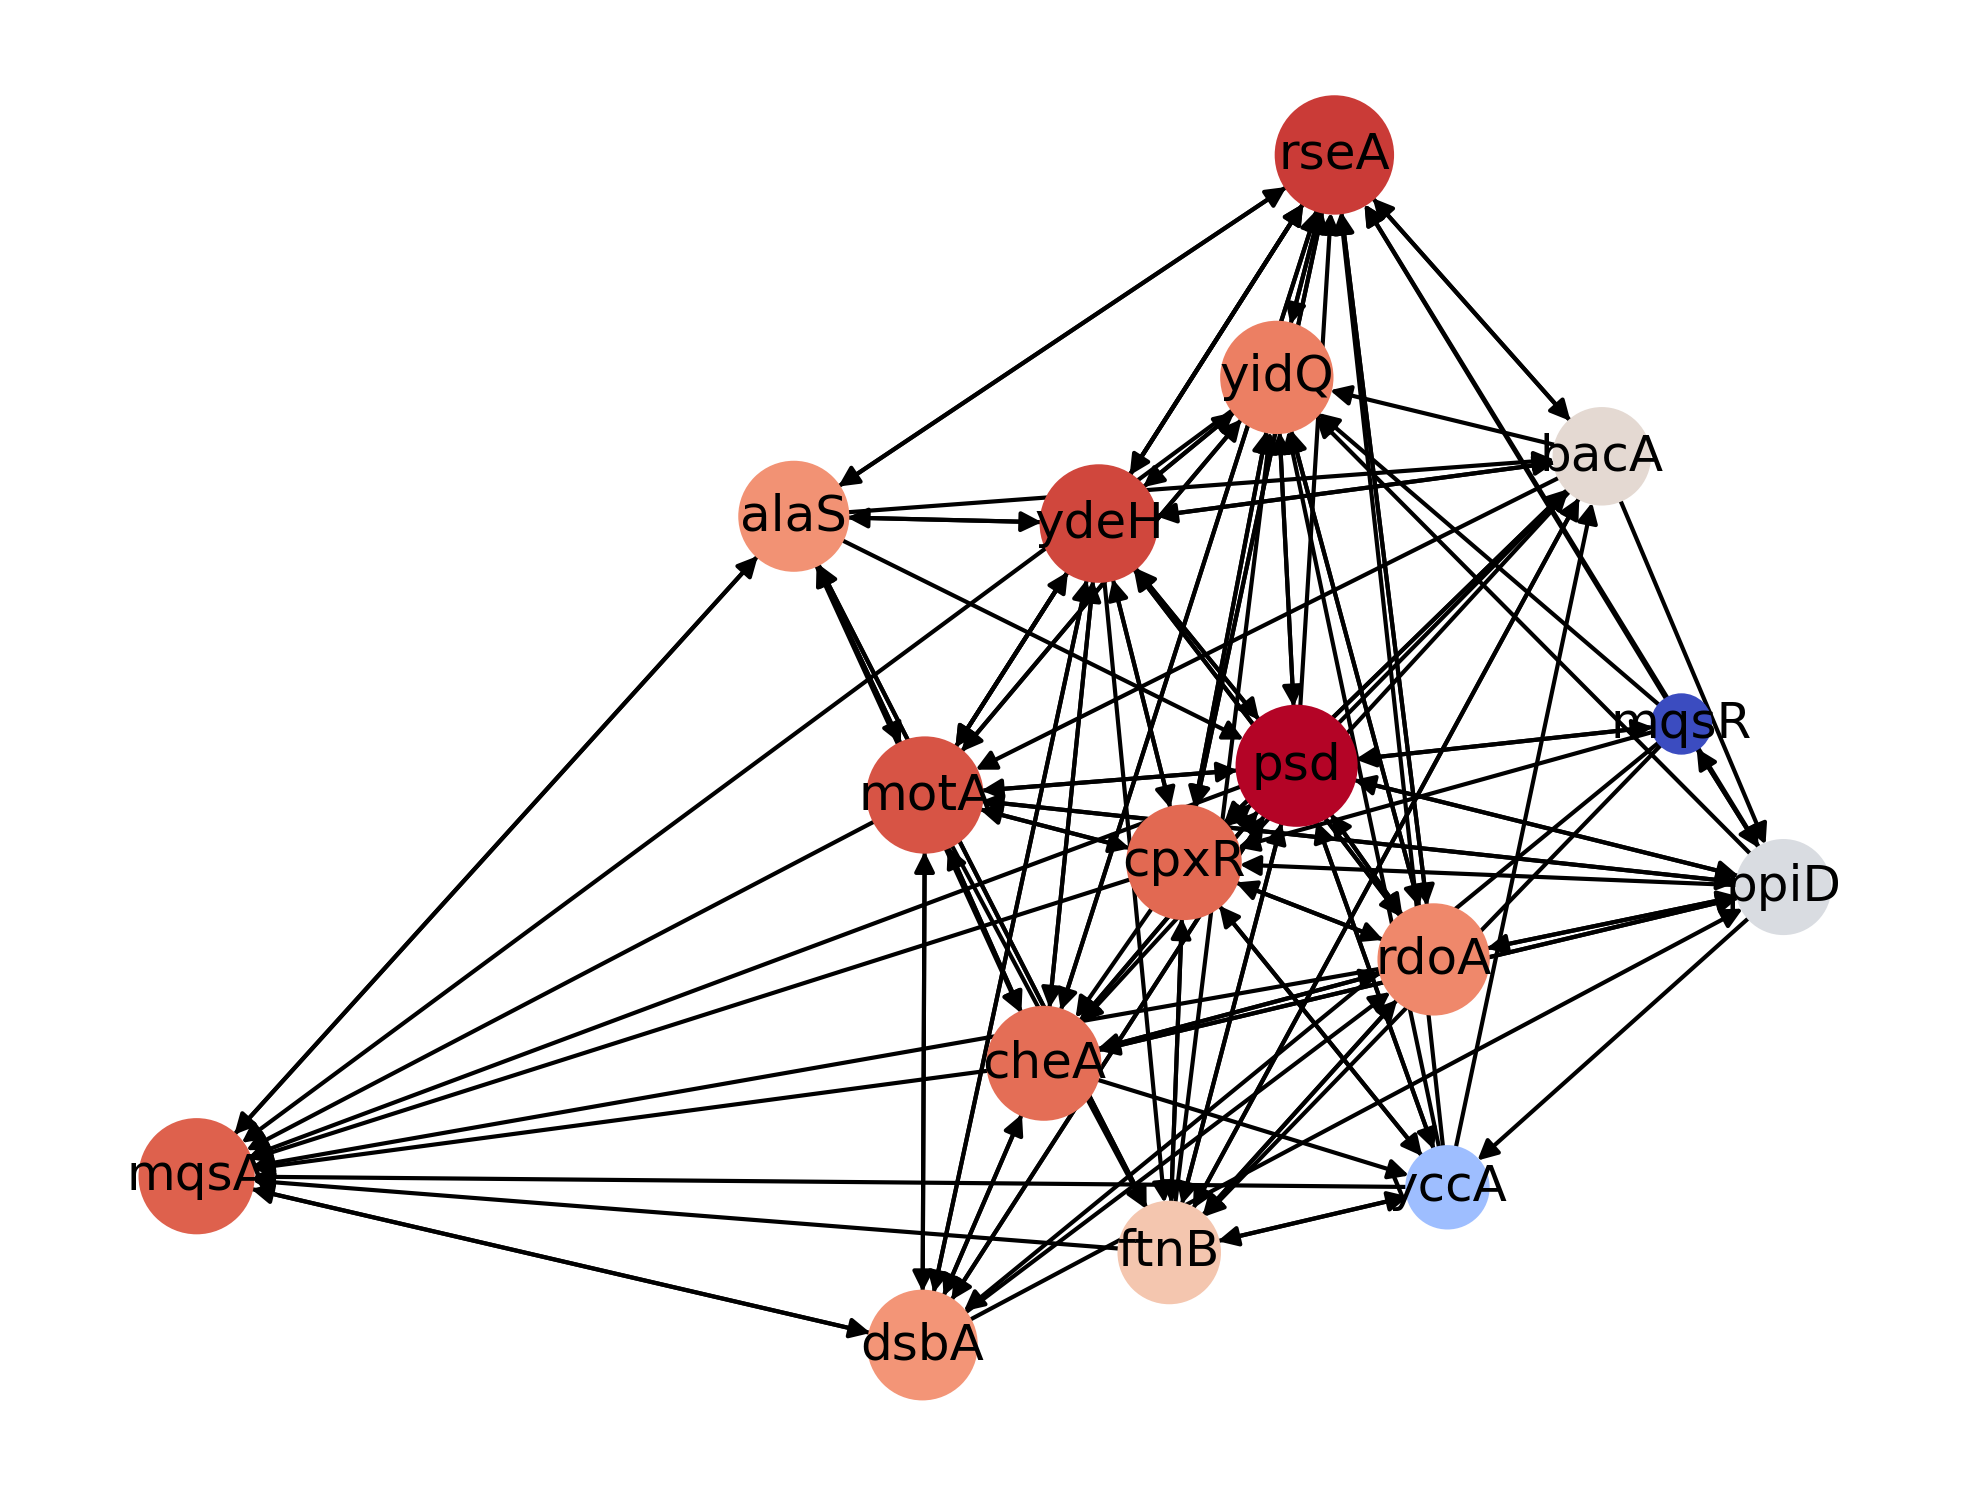 rseA
yidQ
bacA
alaS
ydeH
mqsR
psd
motA
cpxR
ppiD
rdoA
cheA
mqsA
yccA
ftnB
dsbA